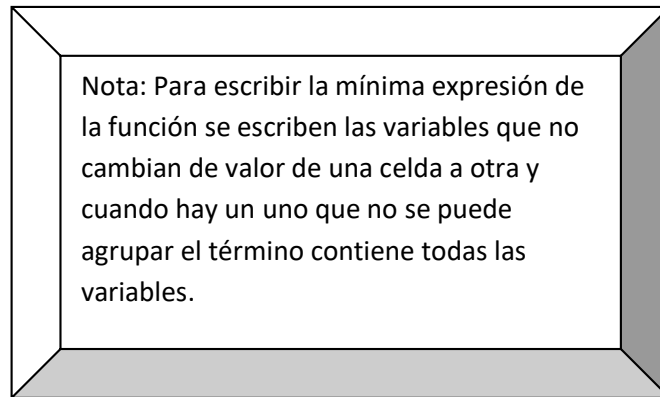 Nota: Para escribir la mínima expresión de
la función se escriben las variables que no
cambian de valor de una celda a otra y
cuando hay un uno que no se puede
agrupar el término contiene todas las
variables.